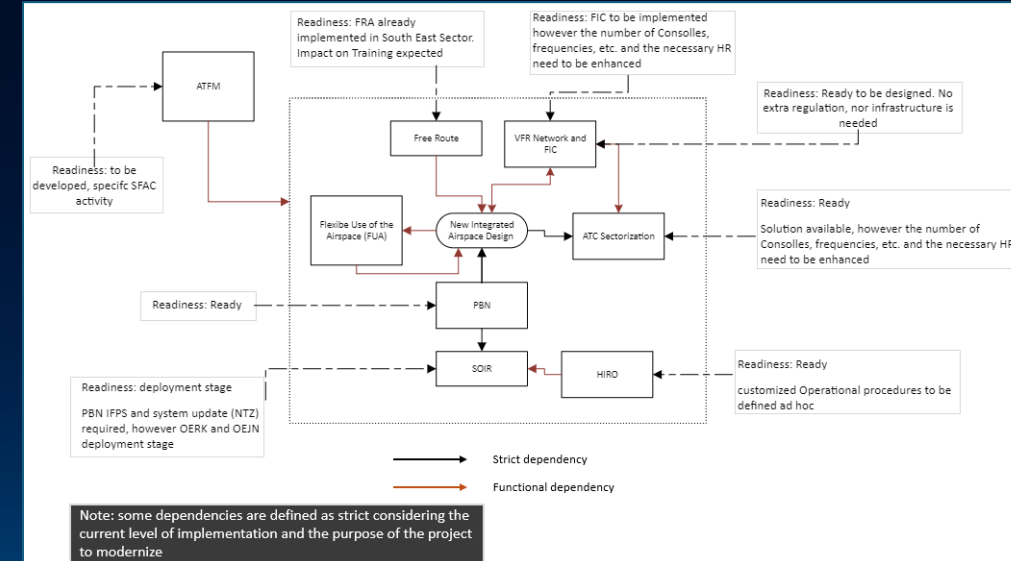 Readiness: FRA already
implemented in South East Sector.
Impact on Training expected
Readiness: FIC to be implemented
however the number of Consolles,
frequencies, etc. and the necessary HR
need to be enhanced
ATFM
Readiness: Ready to be designed. No
extra regulation, nor infrastructure is
needed
Free Route
VFR Network and
FIC
Readiness: to be
developed, specifc SFAC
activity
Flexibe Use of the
Airspace (FUA)
New Integrated
Airspace Design
ATC Sectorization
Readiness: Ready
Solution available, however the number of
Consolles, frequencies, etc. and the necessary HR
need to be enhanced
Readiness: Ready
PBN
SOIR
HIRO
Readiness: Ready
customized Operational procedures to be
defined ad hoc
Readiness: deployment stage
PBN IFPS and system update (NTZ)
required, however OERK and OEJN
deployment stage
Strict dependency
Functional dependency
Note: some dependencies are defined as strict considering the
current level of implementation and the purpose of the project
to modernize